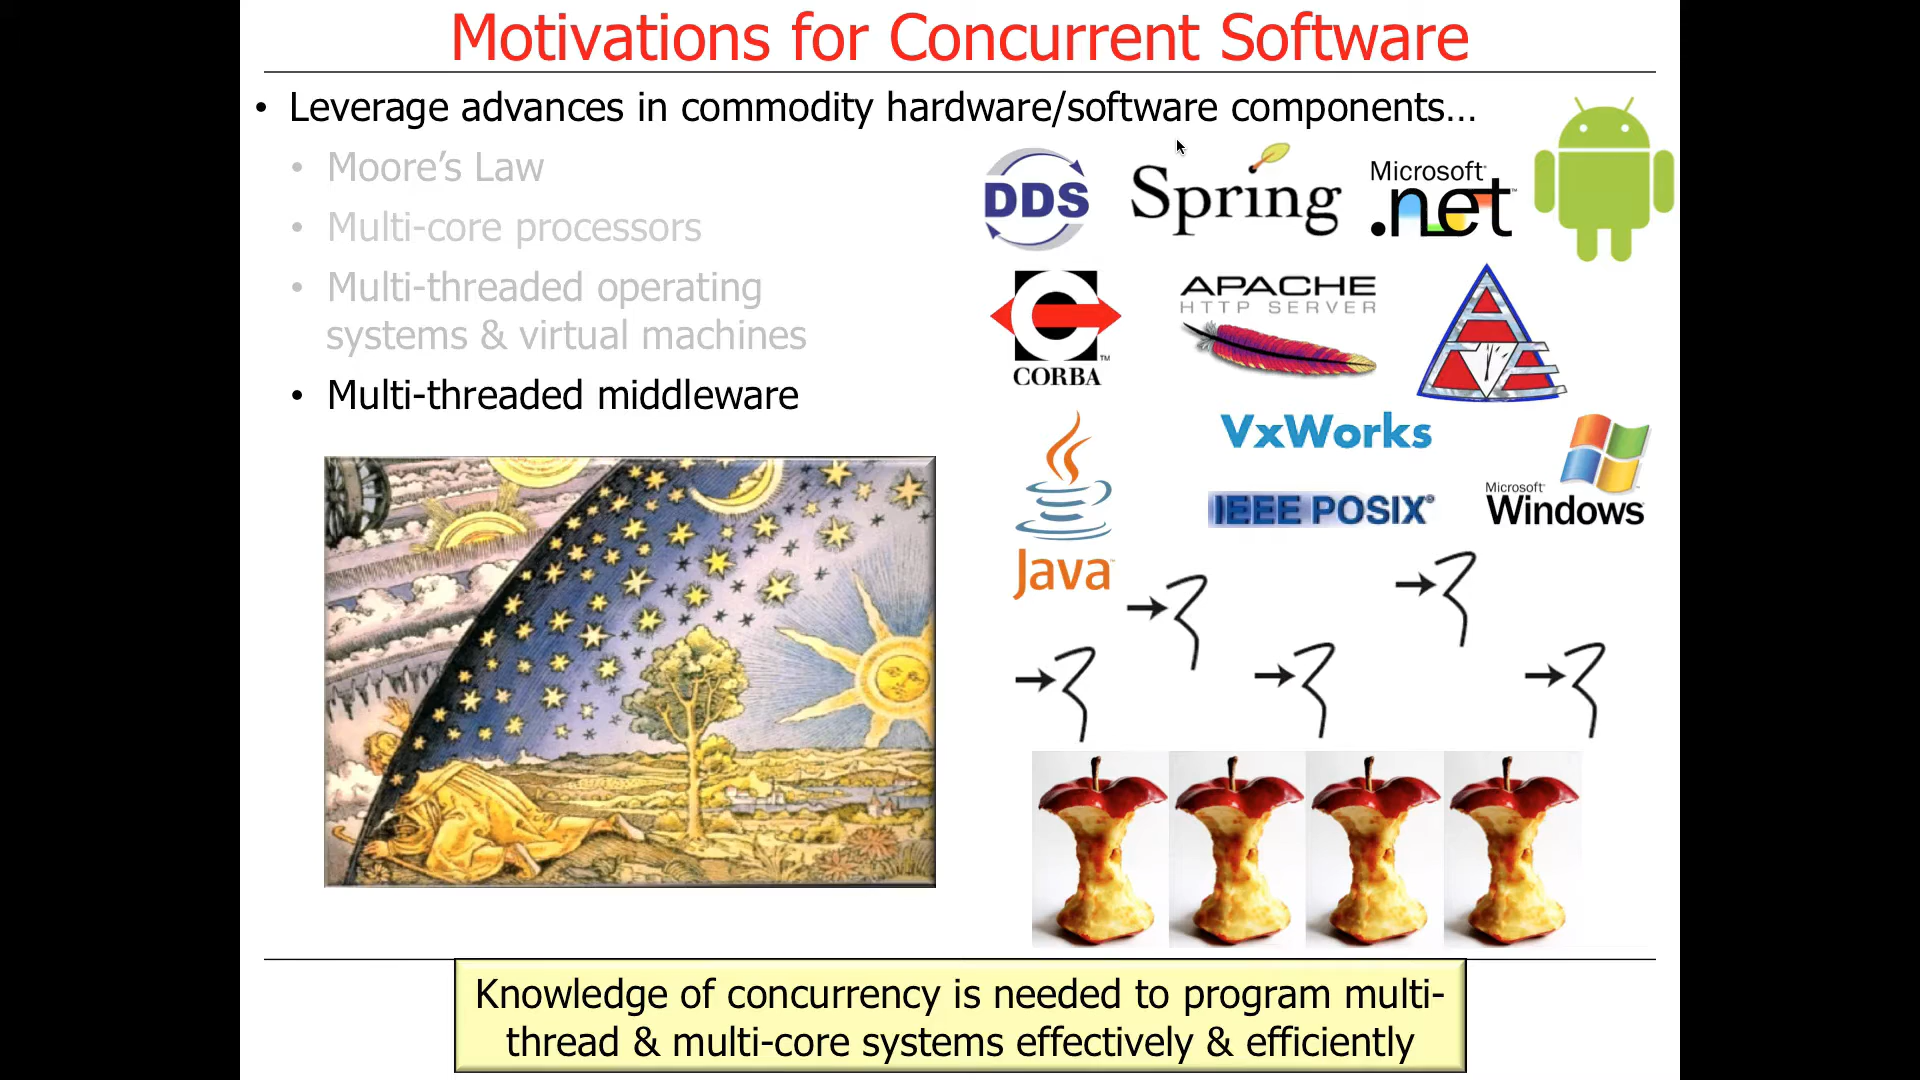 Motivations for Concurrent Software
• Leverage advances in commodity hardware/software components…
• Moore’s Law
• Multi-core processors
• Multi-threaded operating
systems & virtual machines
• Multi-threaded middleware
DDS
Spring
Microsoft
.net
CORBA
APACHE
HTTP SERVER
ACE
Java
VxWorks
IEEE POSIX®
Microsoft
Windows
Knowledge of concurrency is needed to program multi-
thread & multi-core systems effectively & efficiently